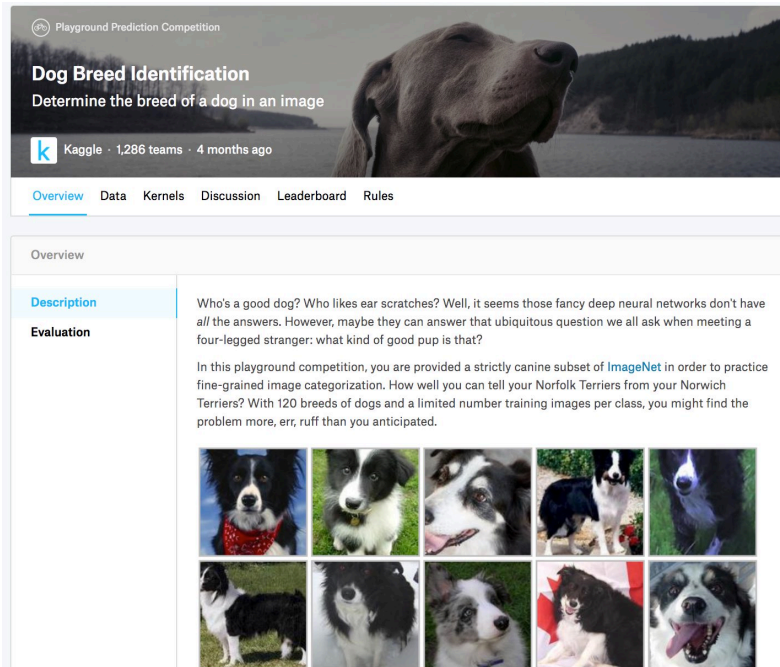 Playground Prediction Competition
Dog Breed Identification
Determine the breed of a dog in an image
k
Kaggle · 1,286 teams · 4 months ago
Overview Data Kernels Discussion Leaderboard Rules
Overview
Description
Evaluation
Who's a good dog? Who likes ear scratches? Well, it seems those fancy deep neural networks don't have
all the answers. However, maybe they can answer that ubiquitous question we all ask when meeting a
four-legged stranger: what kind of good pup is that?
In this playground competition, you are provided a strictly canine subset of ImageNet in order to practice
fine-grained image categorization. How well you can tell your Norfolk Terriers from your Norwich
Terriers? With 120 breeds of dogs and a limited number training images per class, you might find the
problem more, err, ruff than you anticipated.